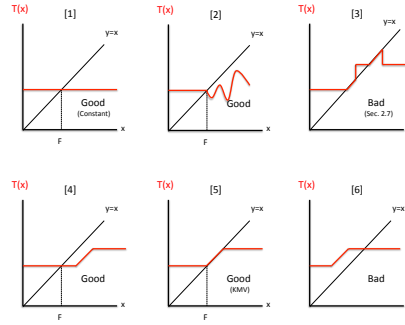 T(x) [1]
y=x
Good
(Constant)
x
F
T(x) [2]
y=x
Good
x
F
T(x) [3]
y=x
Bad
(Sec. 2.7)
x
T(x) [4]
y=x
Good
x
F
T(x) [5]
y=x
Good
(KMV)
x
F
T(x) [6]
y=x
Bad
x